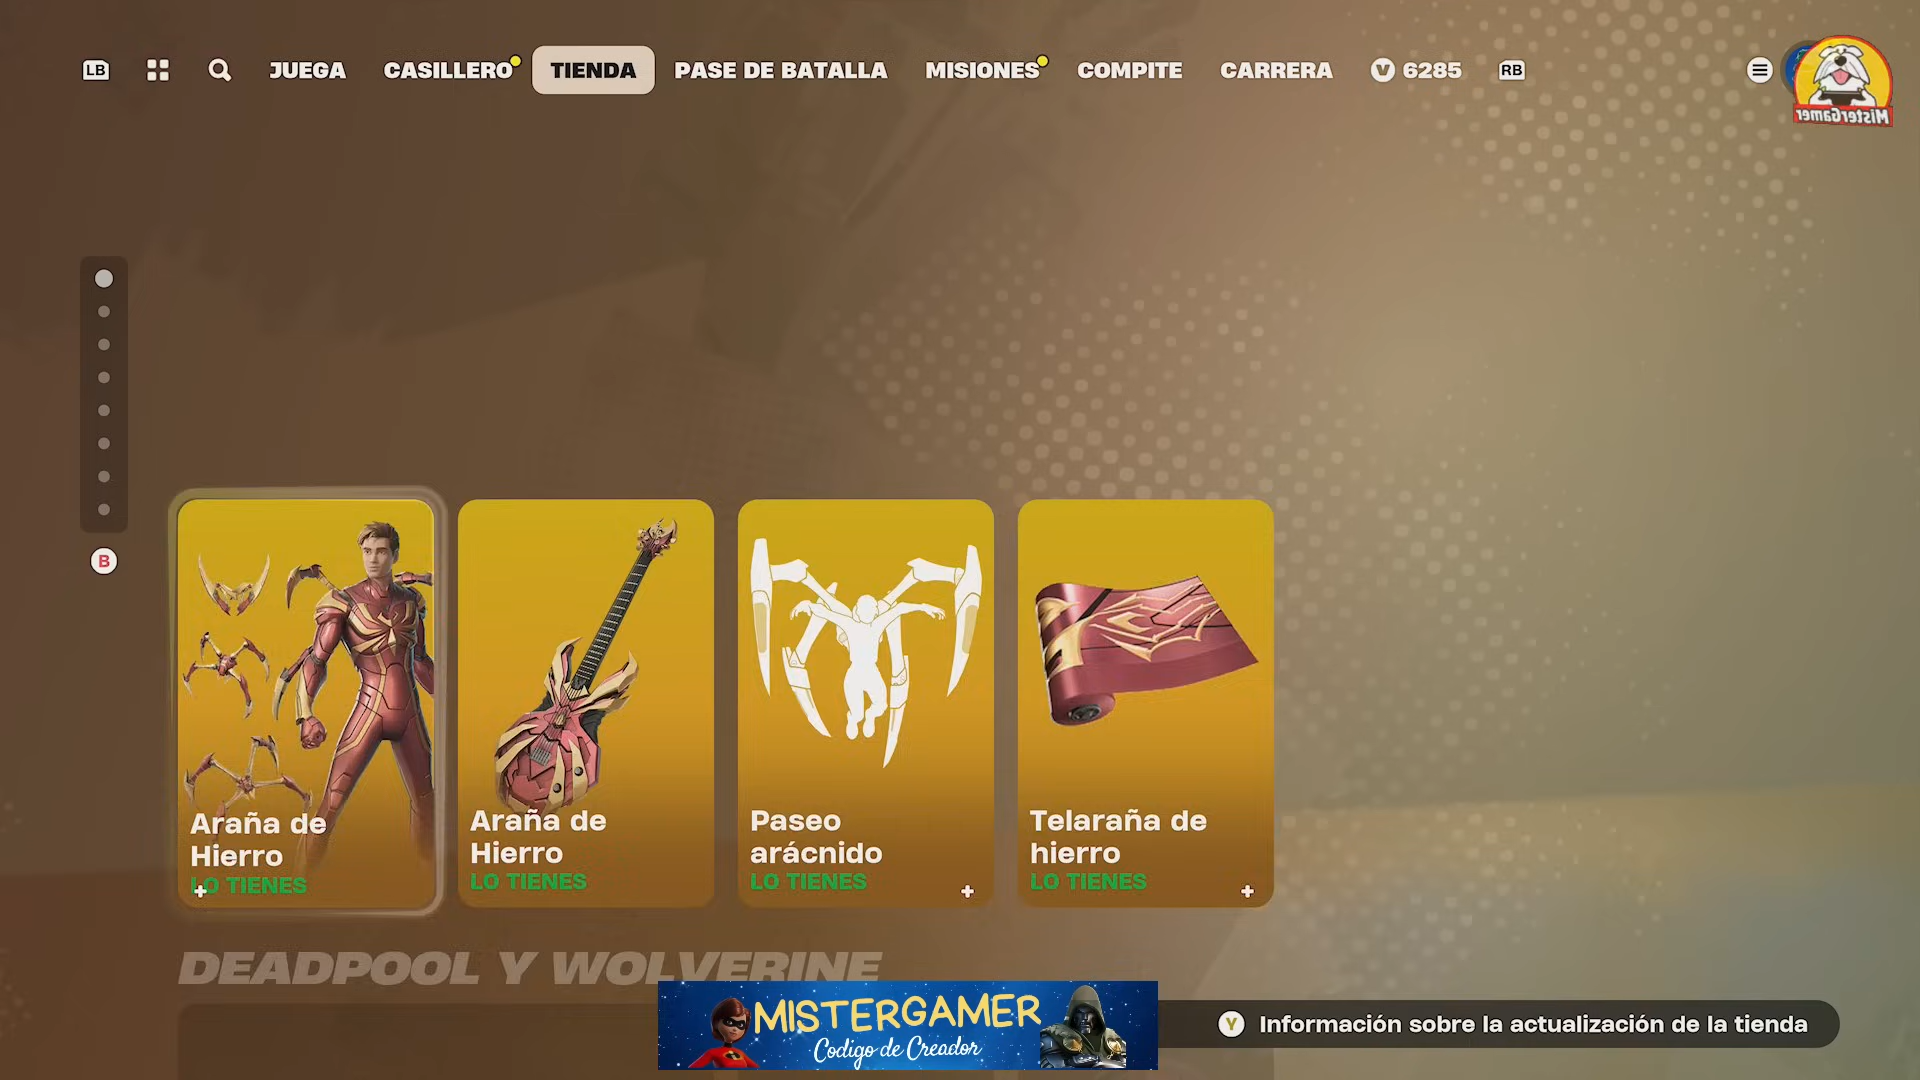 LB JUEGA CASILLERO TIENDA PASE DE BATALLA MISIONES COMPITE CARRERA V 6285 RB
MisterGamer
B
Araña de
Hierro
LO TIENES
Araña de
Hierro
LO TIENES
Paseo
arácnido
LO TIENES
Telaraña de
hierro
LO TIENES
DEADPOOL Y WOLVERINE
MISTERGAMER
Codigo de Creador
Y Información sobre la actualización de la tienda